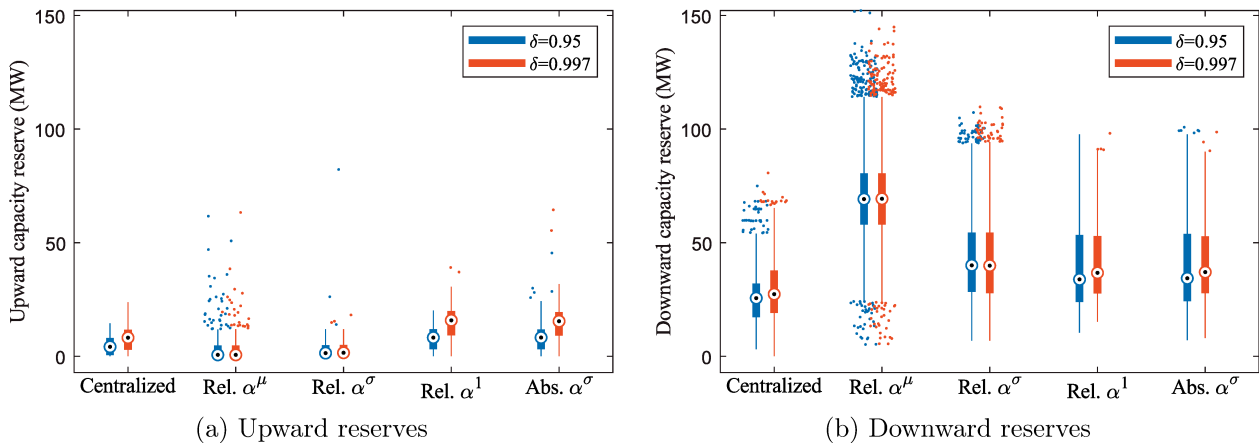 150
100
50
0
Upward capacity reserve (MW)
δ=0.95
δ=0.997
Centralized
Rel. α^μ
Rel. α^σ
Rel. α^1
Abs. α^σ
(a) Upward reserves
150
100
50
0
Downward capacity reserve (MW)
δ=0.95
δ=0.997
Centralized
Rel. α^μ
Rel. α^σ
Rel. α^1
Abs. α^σ
(b) Downward reserves